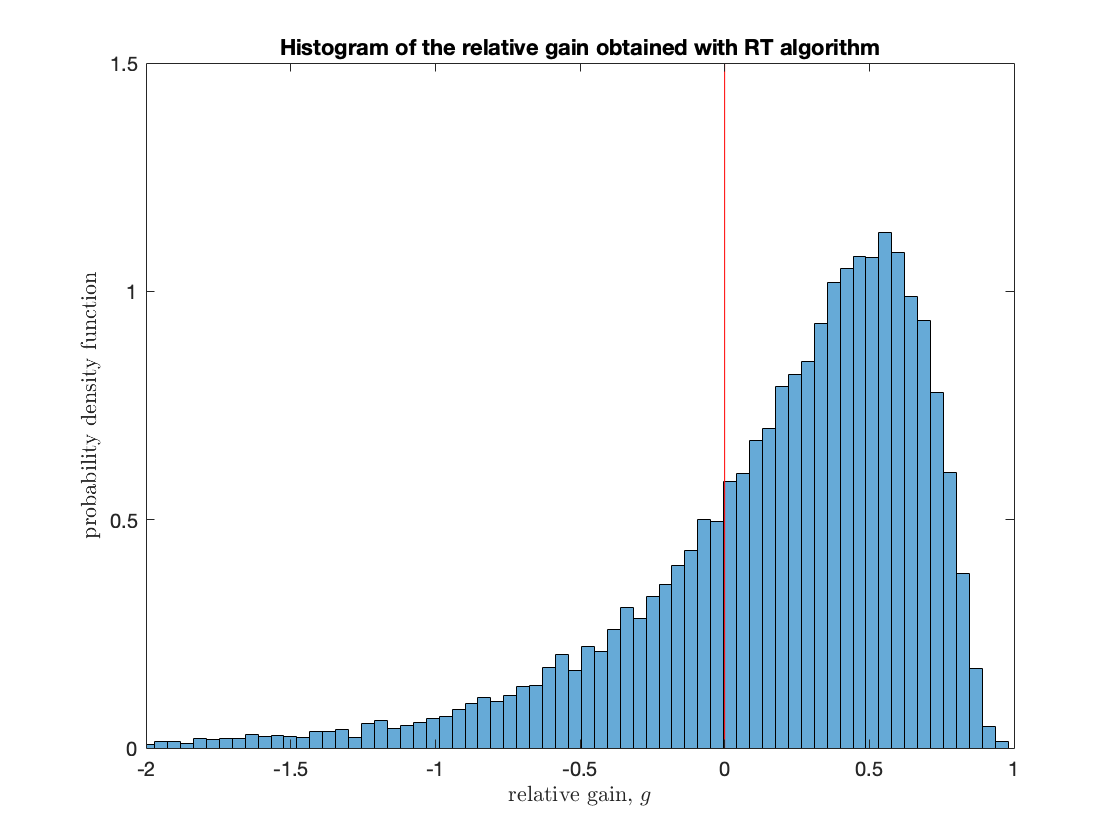 Histogram of the relative gain obtained with RT algorithm
1.5
1
0.5
0
probability density function
-2 -1.5 -1 -0.5 0 0.5 1
relative gain, g